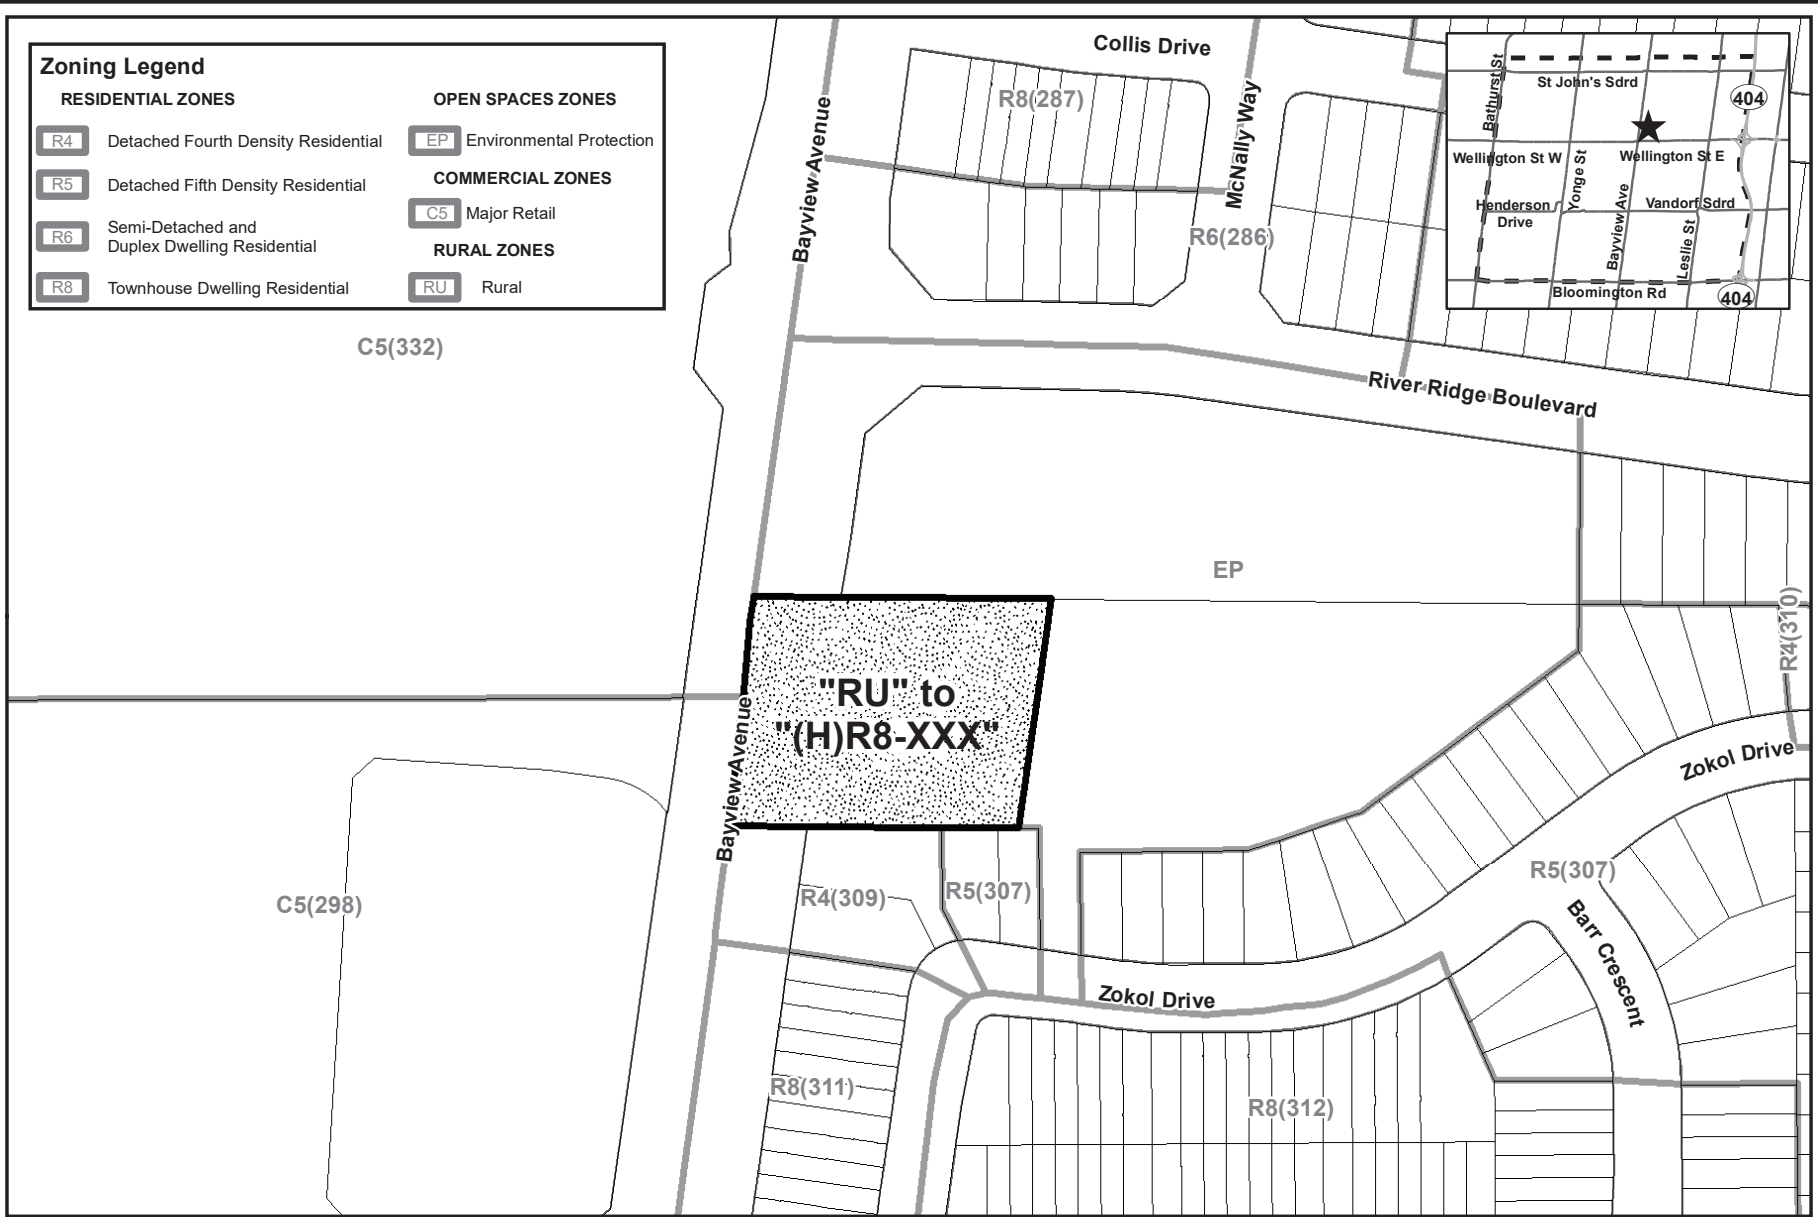 Zoning Legend
RESIDENTIAL ZONES
R4 Detached Fourth Density Residential
R5 Detached Fifth Density Residential
R6 Semi-Detached and
Duplex Dwelling Residential
R8 Townhouse Dwelling Residential
OPEN SPACES ZONES
EP Environmental Protection
COMMERCIAL ZONES
C5 Major Retail
RURAL ZONES
RU Rural
Collis Drive
R8(287)
McNally Way
Bayview Avenue
R6(286)
St John's Sdrd
Bathurst St
404
Wellington St W
Wellington St E
Yonge St
Henderson
Drive
Bayview Ave
Vandorf Sdrd
Leslie St
Bloomington Rd
404
C5(332)
River Ridge Boulevard
EP
R4(310)
"RU" to
"(H)R8-XXX"
Bayview Avenue
Zokol Drive
C5(298)
R4(309)
R5(307)
R5(307)
Barr Crescent
Zokol Drive
R8(311)
R8(312)